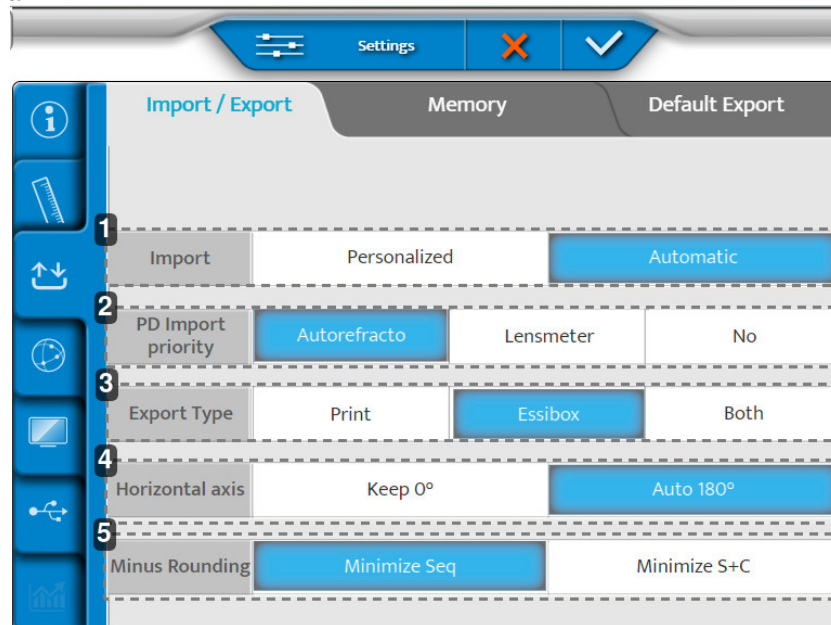 Settings
Import / Export Memory Default Export
1
Import Personalized Automatic
2
PD Import priority Autorefracto Lensmeter No
3
Export Type Print Essibox Both
4
Horizontal axis Keep 0° Auto 180°
5
Minus Rounding Minimize Seq Minimize S+C